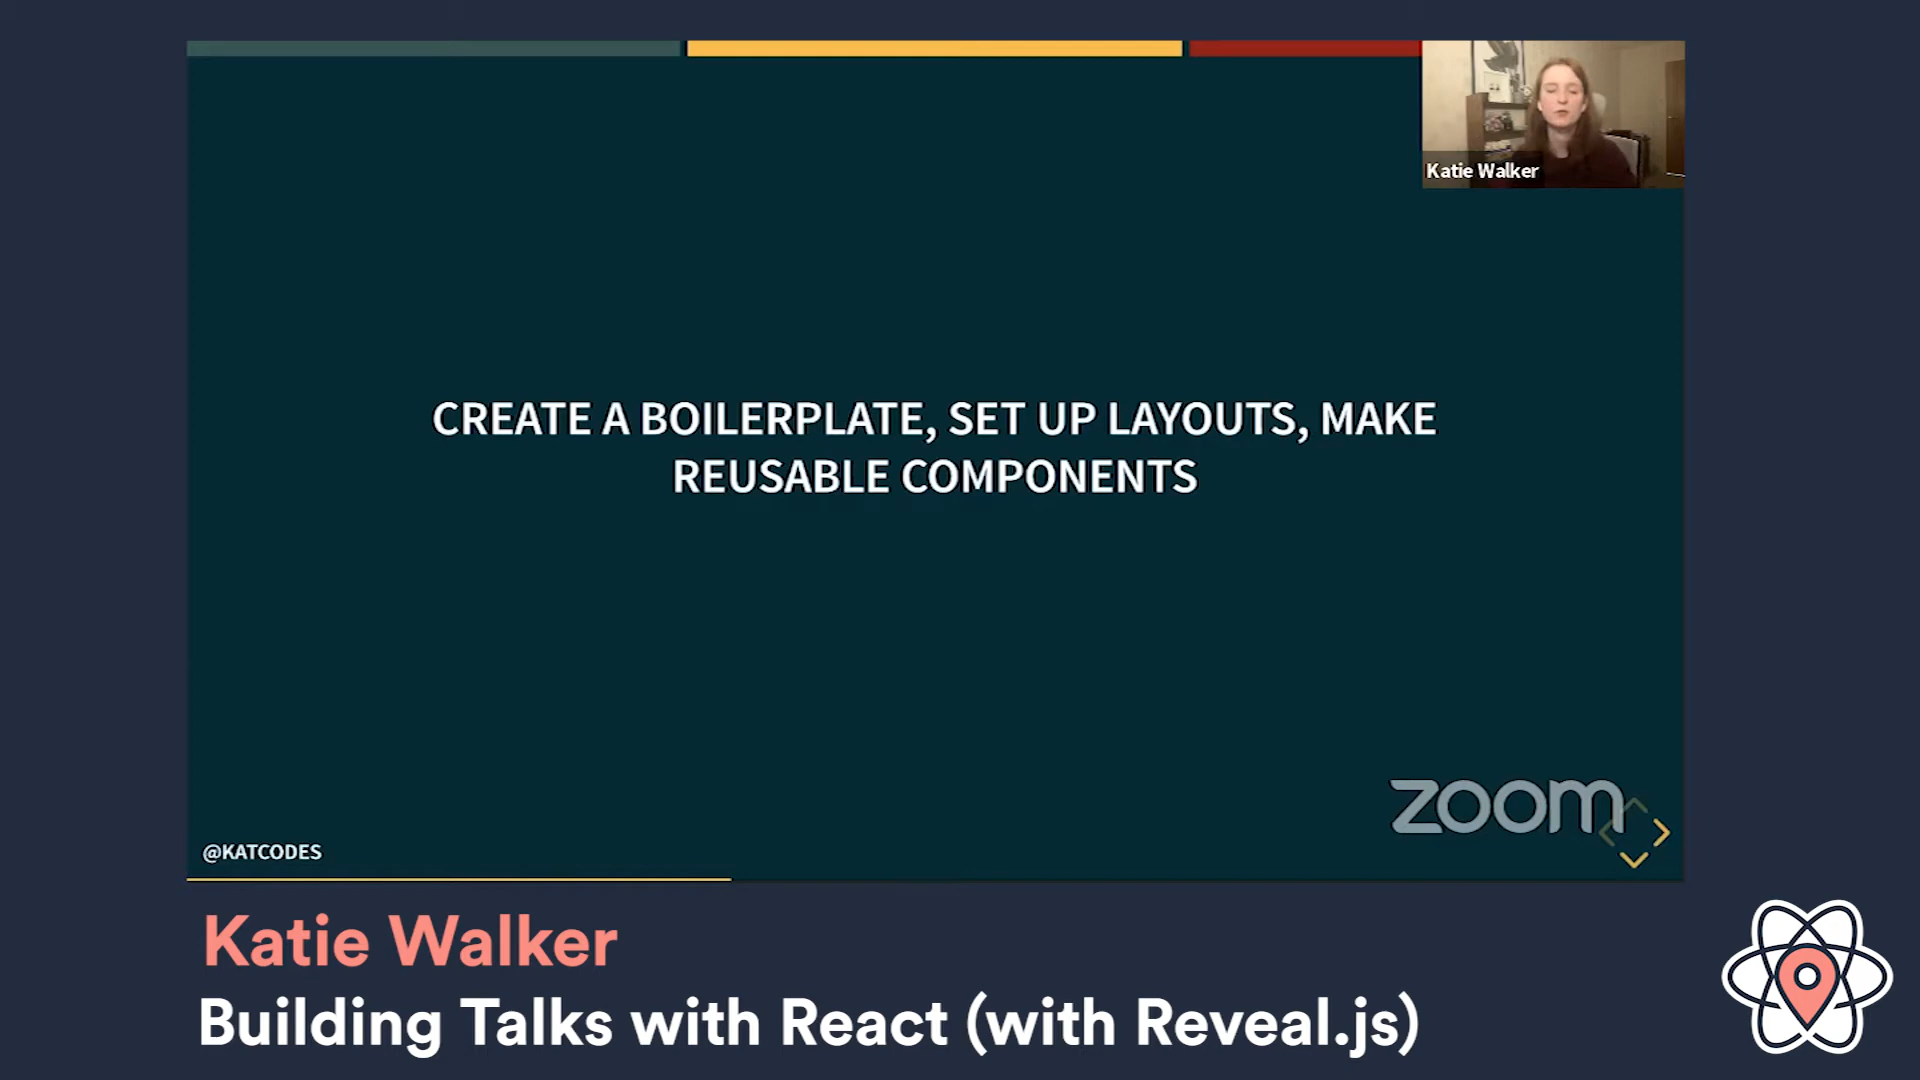 Katie Walker
CREATE A BOILERPLATE, SET UP LAYOUTS, MAKE
REUSABLE COMPONENTS
zoom
@KATCODES
Katie Walker
Building Talks with React (with Reveal.js)